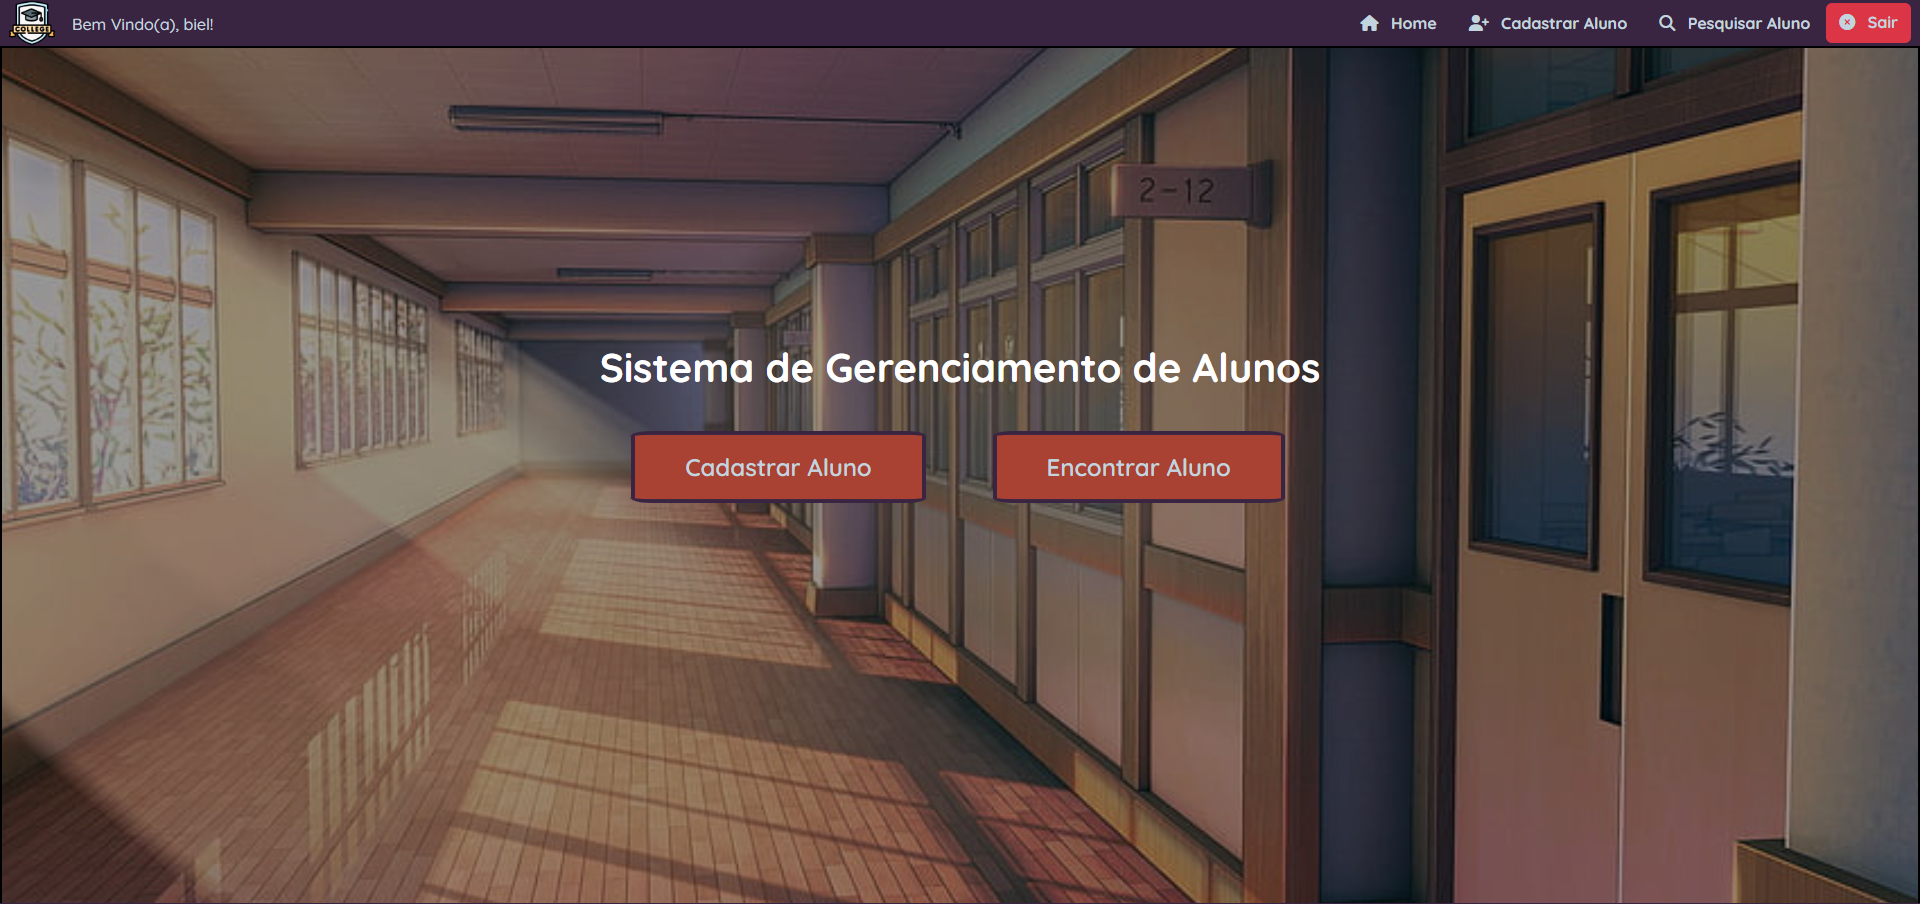 COLLEGE
Bem Vindo(a), biel!
Home
Cadastrar Aluno
Pesquisar Aluno
Sair
2-12
Sistema de Gerenciamento de Alunos
Cadastrar Aluno
Encontrar Aluno